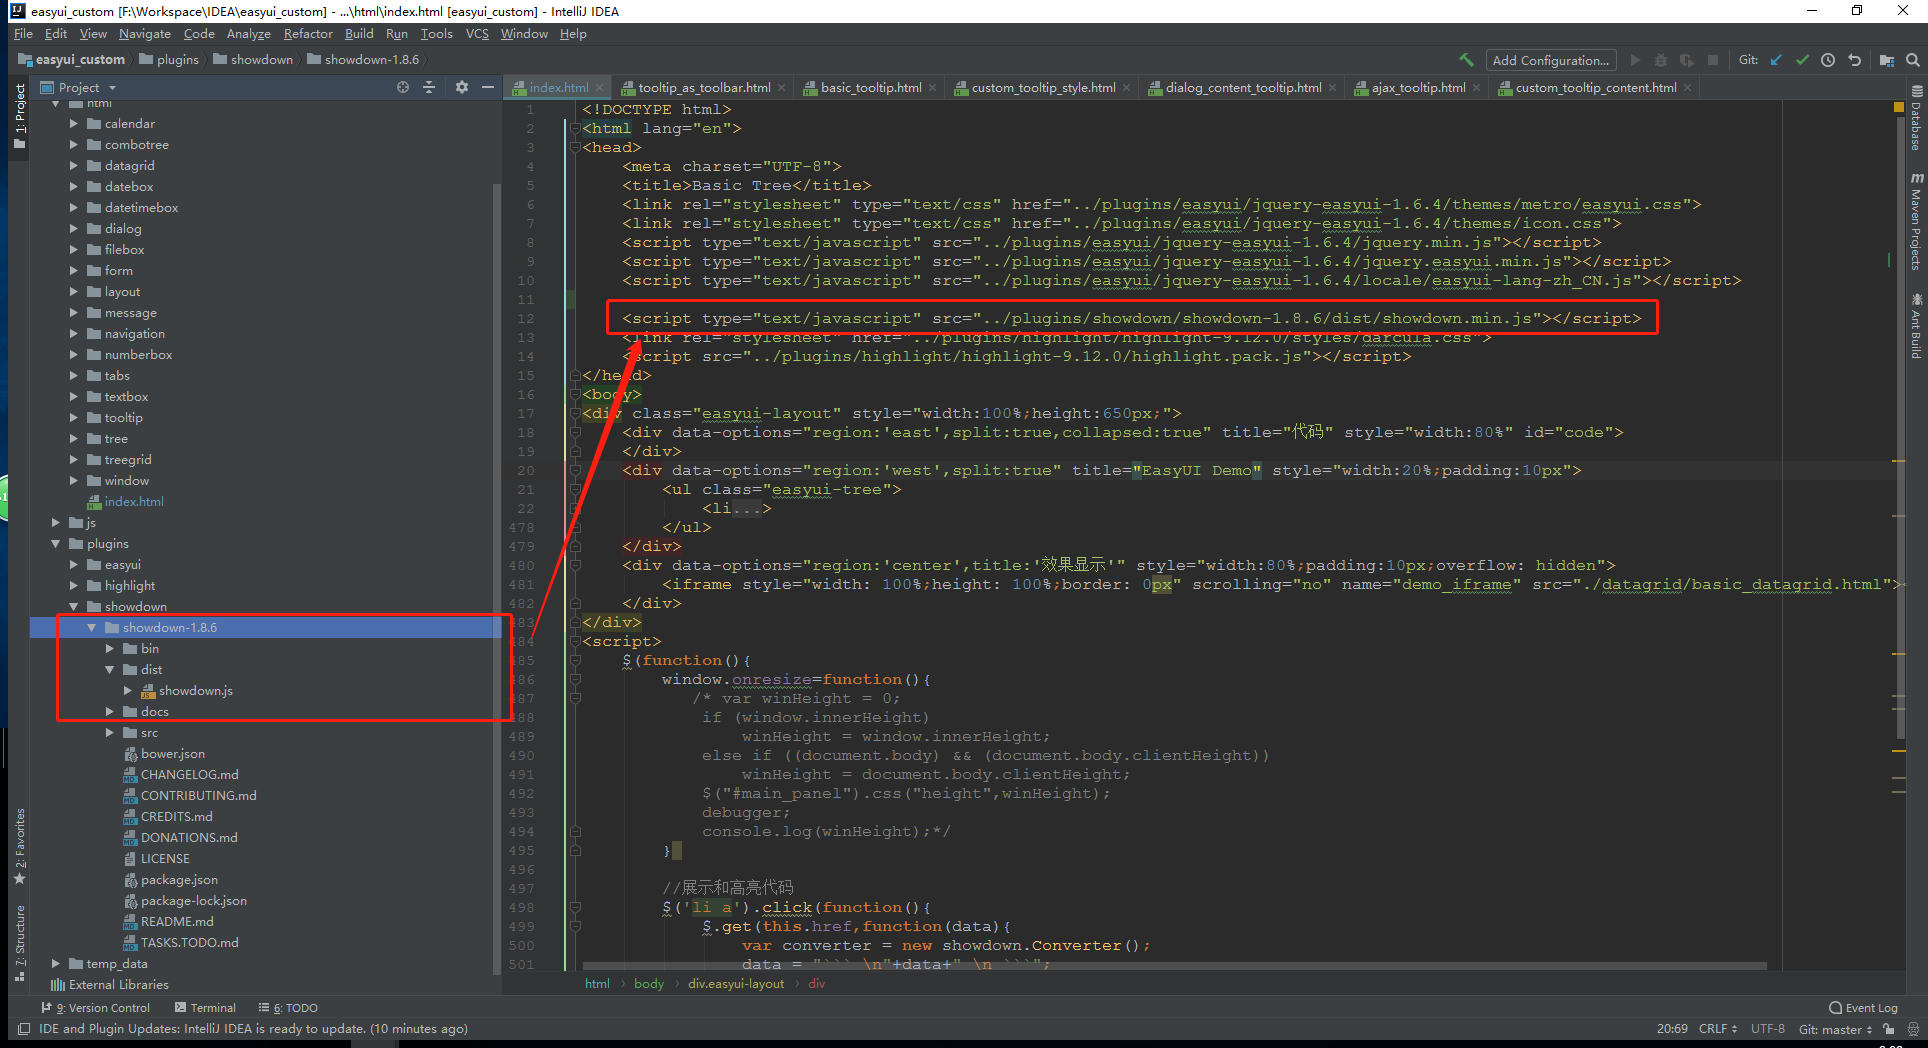 easyui_custom [F:\Workspace\IDEA\easyui_custom] - ...\html\index.html [easyui_custom] - IntelliJ IDEA
File Edit View Navigate Code Analyze Refactor Build Run Tools VCS Window Help
easyui_custom plugins showdown showdown-1.8.6 Add Configuration... Git:
Project
index.html tooltip_as_toolbar.html basic_tooltip.html custom_tooltip_style.html dialog_content_tooltip.html ajax_tooltip.html custom_tooltip_content.html
1: Project
2: Favorites
7: Structure
html
calendar
combotree
datagrid
datebox
datetimebox
dialog
filebox
form
layout
message
navigation
numberbox
tabs
textbox
tooltip
tree
treegrid
window
index.html
js
plugins
easyui
highlight
showdown
showdown-1.8.6
bin
dist
showdown.js
docs
src
bower.json
CHANGELOG.md
CONTRIBUTING.md
CREDITS.md
DONATIONS.md
LICENSE
package.json
package-lock.json
README.md
TASKS.TODO.md
temp_data
External Libraries
1 <!DOCTYPE html>
2 <html lang="en">
3 <head>
4 <meta charset="UTF-8">
5 <title>Basic Tree</title>
6 <link rel="stylesheet" type="text/css" href="../plugins/easyui/jquery-easyui-1.6.4/themes/metro/easyui.css">
7 <link rel="stylesheet" type="text/css" href="../plugins/easyui/jquery-easyui-1.6.4/themes/icon.css">
8 <script type="text/javascript" src="../plugins/easyui/jquery-easyui-1.6.4/jquery.min.js"></script>
9 <script type="text/javascript" src="../plugins/easyui/jquery-easyui-1.6.4/jquery.easyui.min.js"></script>
10 <script type="text/javascript" src="../plugins/easyui/jquery-easyui-1.6.4/locale/easyui-lang-zh_CN.js"></script>
11
12 <script type="text/javascript" src="../plugins/showdown/showdown-1.8.6/dist/showdown.min.js"></script>
13 <link rel="stylesheet" href="../plugins/highlight/highlight-9.12.0/styles/darcula.css">
14 <script src="../plugins/highlight/highlight-9.12.0/highlight.pack.js"></script>
15 </head>
16 <body>
17 <div class="easyui-layout" style="width:100%;height:650px;">
18 <div data-options="region:'east',split:true,collapsed:true" title="代码" style="width:80%" id="code">
19 </div>
20 <div data-options="region:'west',split:true" title="EasyUI Demo" style="width:20%;padding:10px">
21 <ul class="easyui-tree">
22 <li...>
478 </ul>
479 </div>
480 <div data-options="region:'center',title:'效果显示'" style="width:80%;padding:10px;overflow: hidden">
481 <iframe style="width: 100%;height: 100%;border: 0px" scrolling="no" name="demo_iframe" src="./datagrid/basic_datagrid.html">
482 </div>
483 </div>
484 <script>
485 $(function(){
486 window.onresize=function(){
487 /* var winHeight = 0;
488 if (window.innerHeight)
489 winHeight = window.innerHeight;
490 else if ((document.body) && (document.body.clientHeight))
491 winHeight = document.body.clientHeight;
492 $("#main_panel").css("height",winHeight);
493 debugger;
494 console.log(winHeight);*/
495 }
496
497 //展示和高亮代码
498 $('li a').click(function(){
499 $.get(this.href,function(data){
500 var converter = new showdown.Converter();
501 data = "``` \n"+data+" \n ```";
html body div.easyui-layout div
Database
Maven Projects
Ant Build
9: Version Control Terminal 6: TODO Event Log
IDE and Plugin Updates: IntelliJ IDEA is ready to update. (10 minutes ago) 20:69 CRLF UTF-8 Git: master